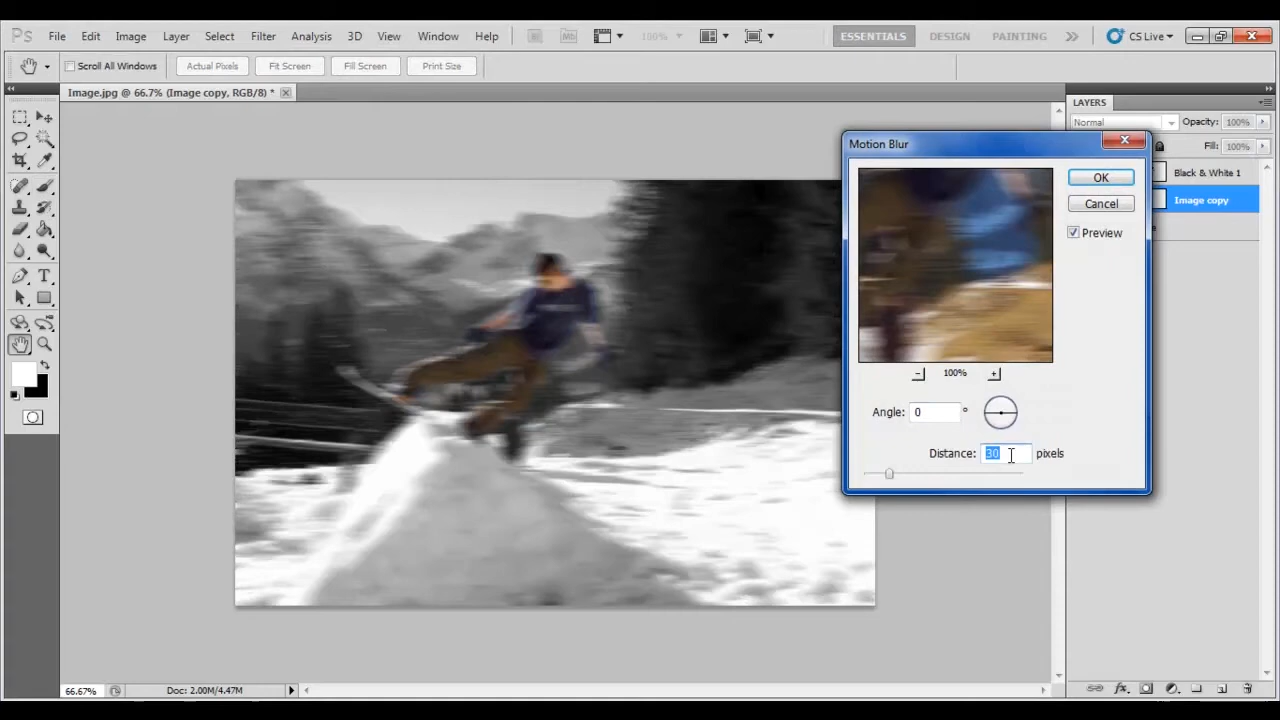 Ps File Edit Image Layer Select Filter Analysis 3D View Window Help Br Mb 100% ESSENTIALS DESIGN PAINTING CS Live
Scroll All Windows Actual Pixels Fit Screen Fill Screen Print Size
Image.jpg @ 66.7% (Image copy, RGB/8) *
LAYERS
Normal Opacity: 100%
Fill: 100%
Black & White 1
Image copy
Motion Blur
OK
Cancel
Preview
100%
Angle: 0 °
Distance: 30 pixels
T
66.67% Doc: 2.00M/4.47M
fx